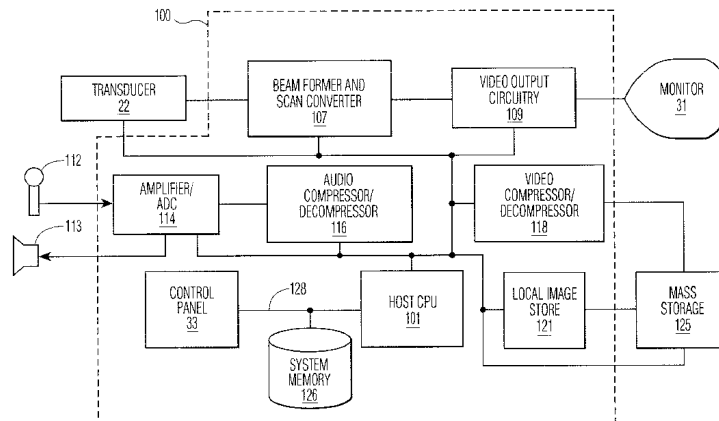 100
TRANSDUCER
22
BEAM FORMER AND
SCAN CONVERTER
107
VIDEO OUTPUT
CIRCUITRY
109
MONITOR
31
112
AMPLIFIER/
ADC
114
AUDIO
COMPRESSOR/
DECOMPRESSOR
116
VIDEO
COMPRESSOR/
DECOMPRESSOR
118
113
CONTROL
PANEL
33
128
HOST CPU
101
LOCAL IMAGE
STORE
121
MASS
STORAGE
125
SYSTEM
MEMORY
126